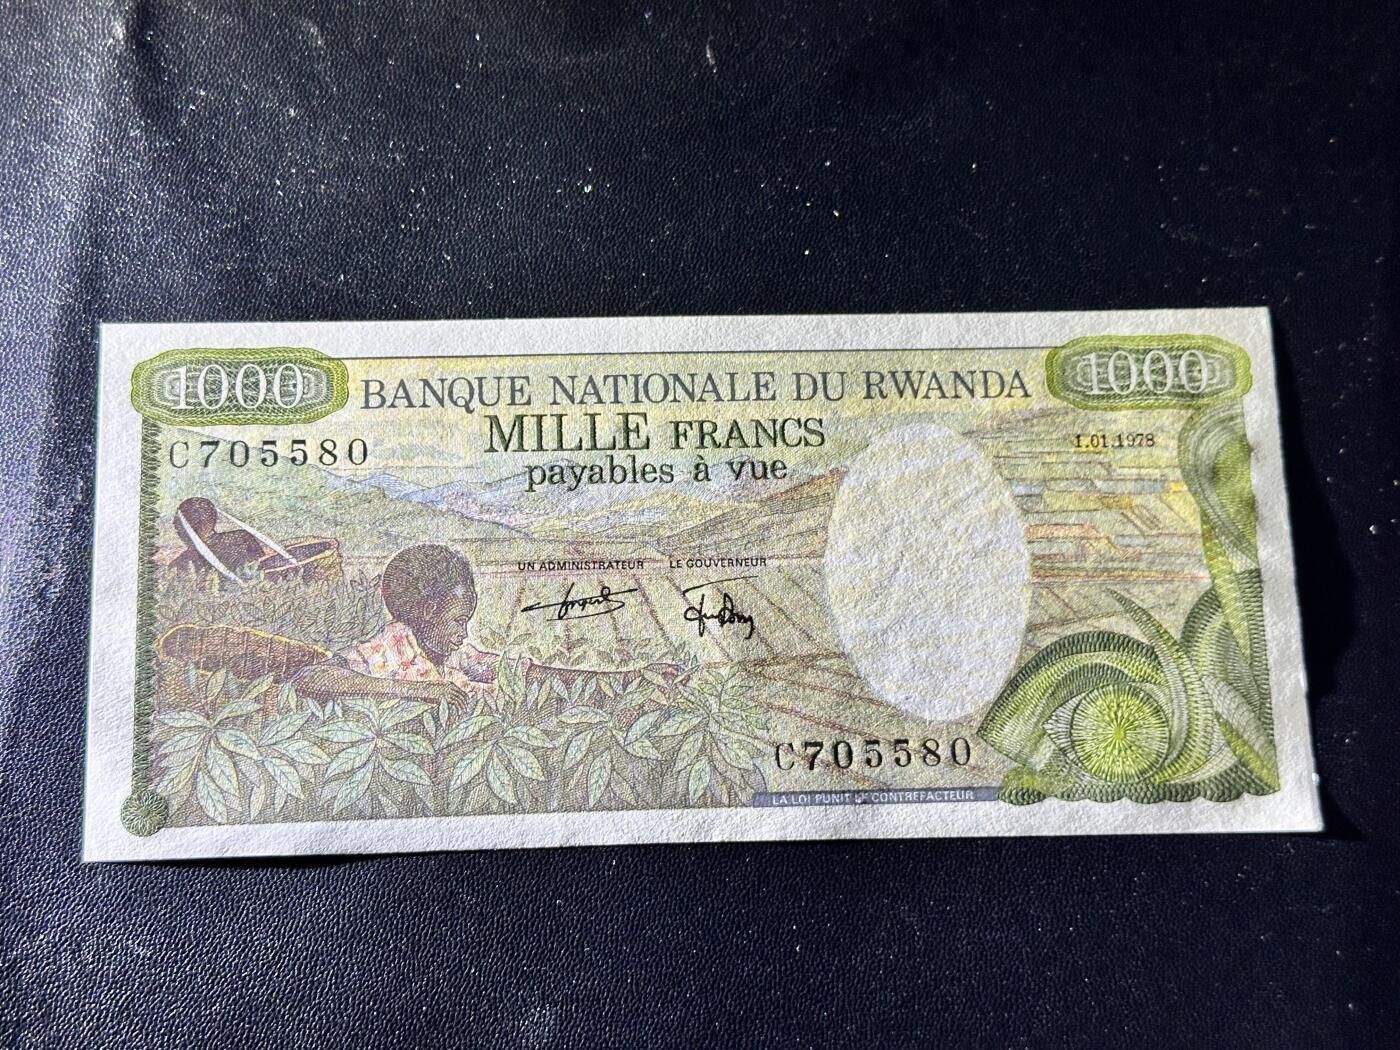 1000 BANQUE NATIONALE DU RWANDA 1000
C705580 MILLE FRANCS 1.01.1978
payables à vue
UN ADMINISTRATEUR LE GOUVERNEUR
C705580
LA LOI PUNIT LE CONTREFACTEUR